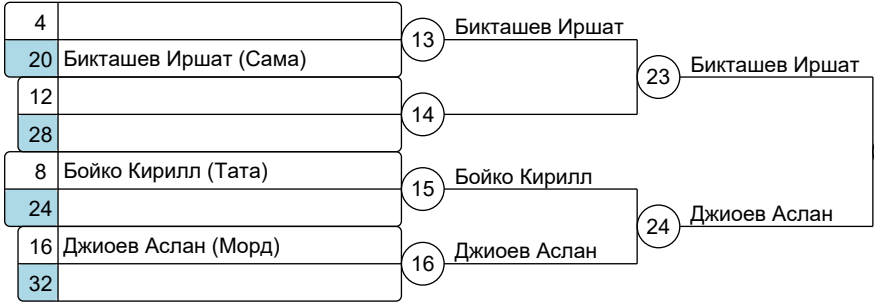 4
13
Бикташев Иршат
20 Бикташев Иршат (Сама)
23
Бикташев Иршат
12
14
28
8 Бойко Кирилл (Тата)
15
Бойко Кирилл
24
24
Джиоев Аслан
16 Джиоев Аслан (Морд)
16
Джиоев Аслан
32